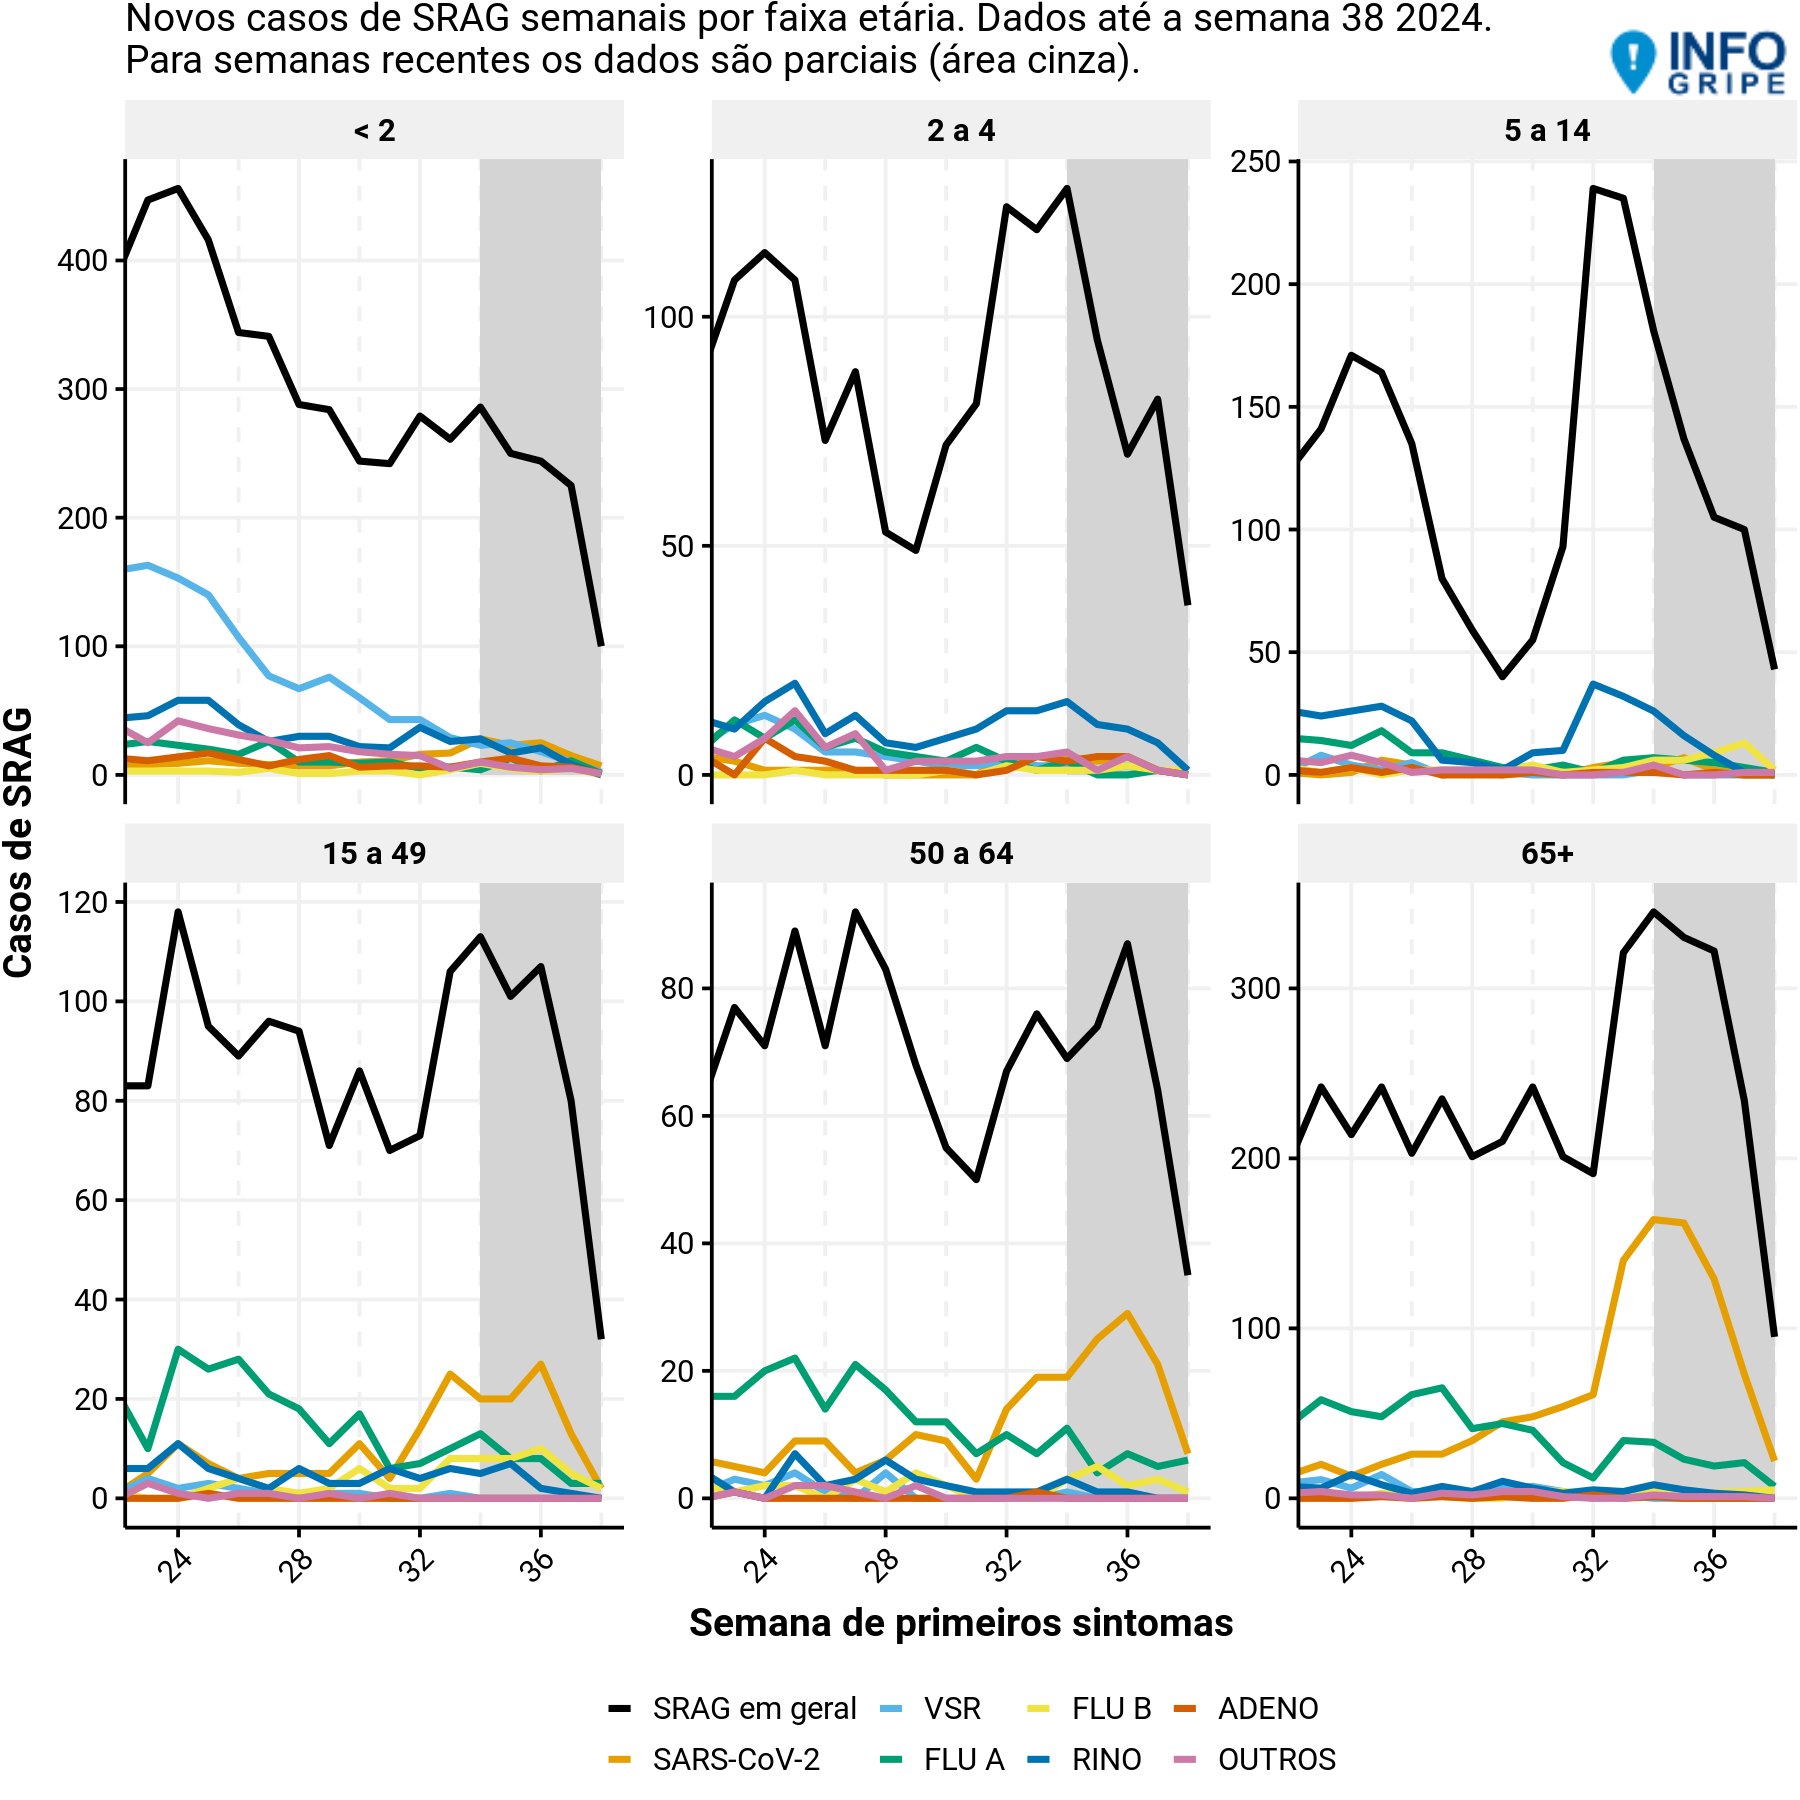 Novos casos de SRAG semanais por faixa etária. Dados até a semana 38 2024.
Para semanas recentes os dados são parciais (área cinza).
INFO
GRIPE
< 2
2 a 4
5 a 14
400
300
200
100
0
100
50
0
250
200
150
100
50
0
Casos de SRAG
15 a 49
50 a 64
65+
120
100
80
60
40
20
0
80
60
40
20
0
300
200
100
0
24 28 32 36
24 28 32 36
24 28 32 36
Semana de primeiros sintomas
SRAG em geral VSR FLU B ADENO
SARS-CoV-2 FLU A RINO OUTROS